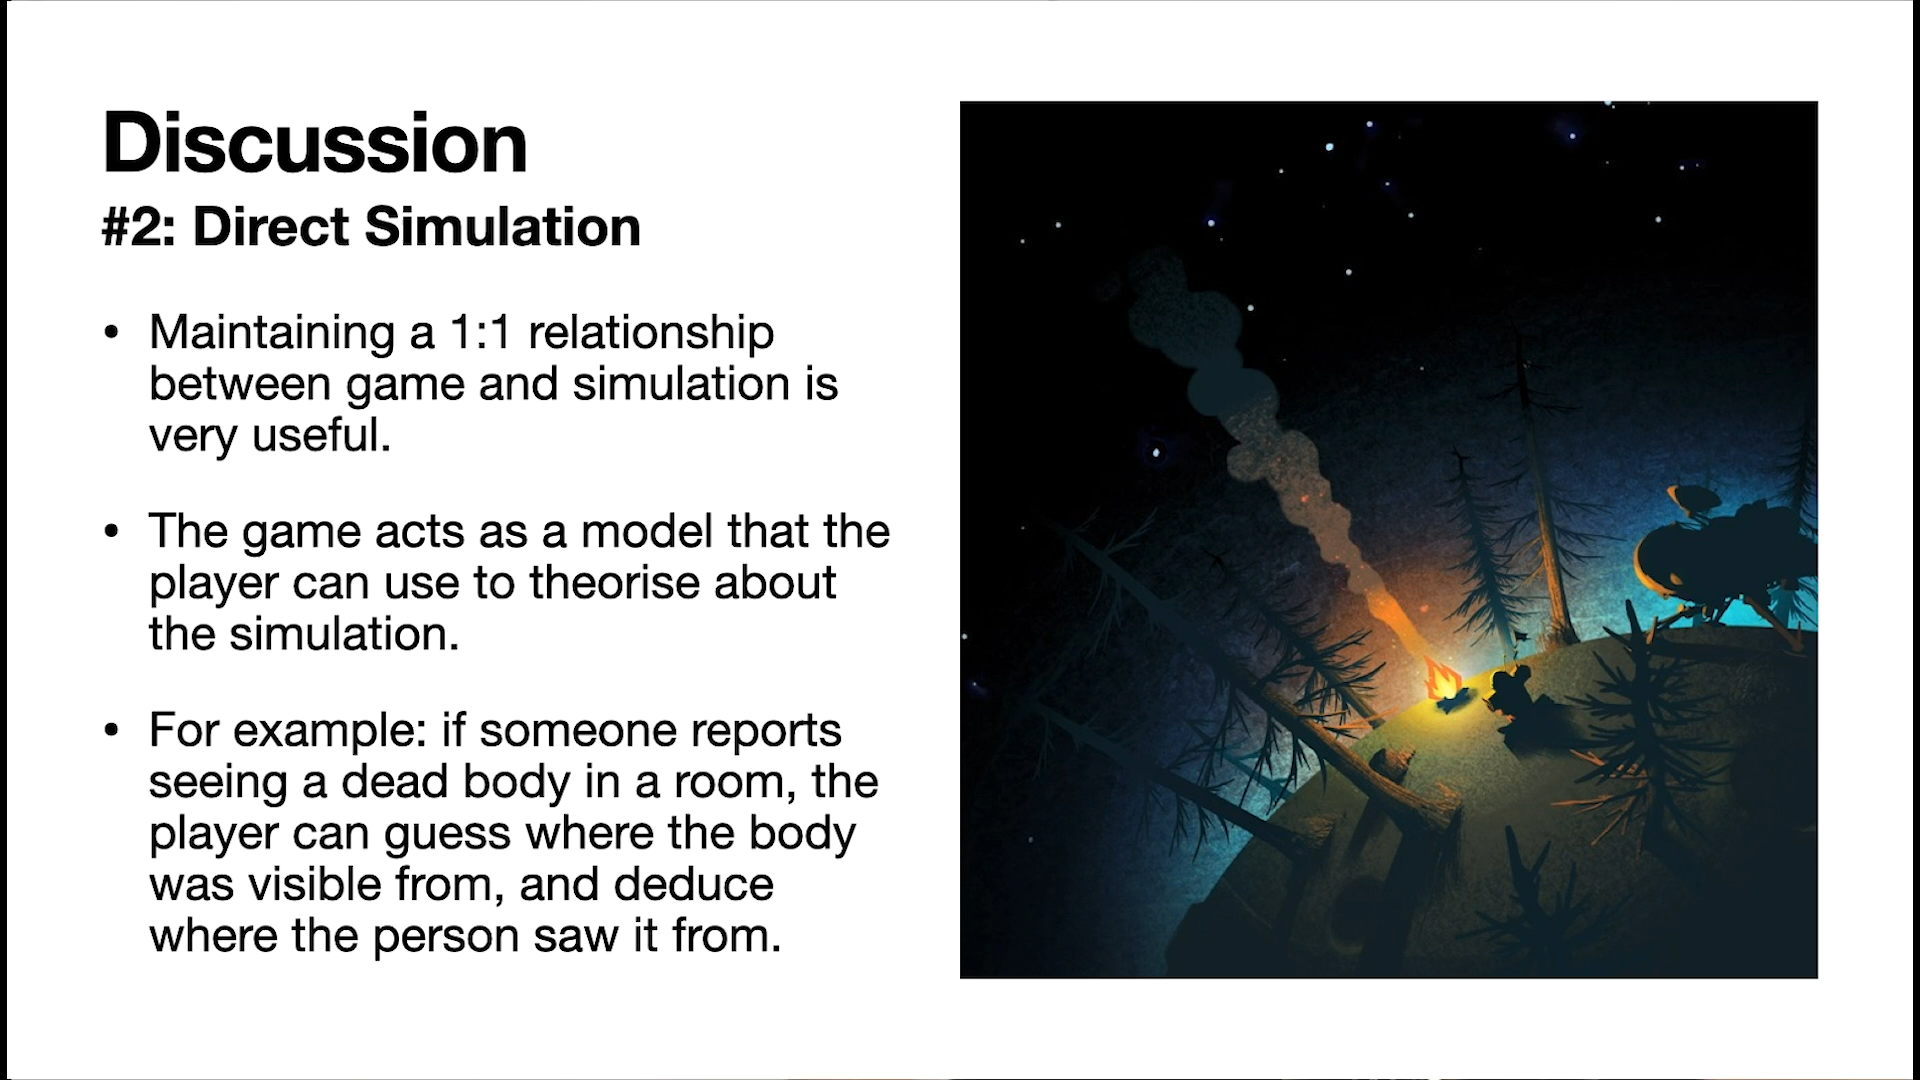 Discussion
#2: Direct Simulation
• Maintaining a 1:1 relationship
between game and simulation is
very useful.
• The game acts as a model that the
player can use to theorise about
the simulation.
• For example: if someone reports
seeing a dead body in a room, the
player can guess where the body
was visible from, and deduce
where the person saw it from.